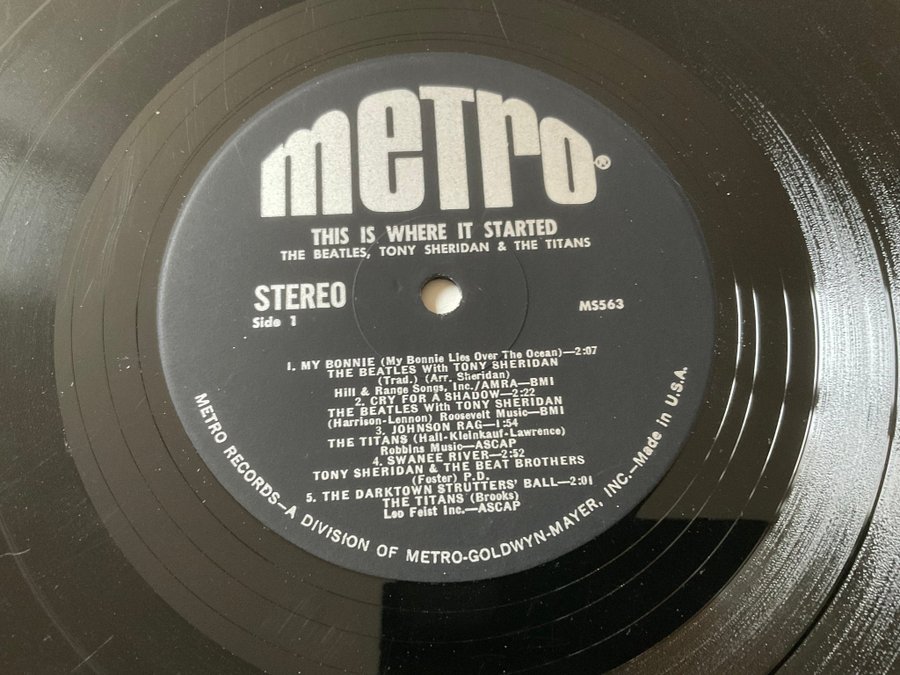 meTro®
THIS IS WHERE IT STARTED
THE BEATLES, TONY SHERIDAN & THE TITANS
STEREO
Side 1
MS563
1. MY BONNIE (My Bonnie Lies Over The Ocean)—2:07
THE BEATLES With TONY SHERIDAN
(Trad.) (Arr. Sheridan)
Hill & Range Songs, Inc./AMRA—BMI
2. CRY FOR A SHADOW—2:22
THE BEATLES With TONY SHERIDAN
(Harrison-Lennon) Roosevelt Music—BMI
3. JOHNSON RAG—1:54
THE TITANS (Hall-Kleinkauf-Lawrence)
Robbins Music—ASCAP
4. SWANEE RIVER—2:52
TONY SHERIDAN & THE BEAT BROTHERS
(Foster) P.D.
5. THE DARKTOWN STRUTTERS' BALL—2:01
THE TITANS (Brooks)
Leo Feist Inc.—ASCAP
METRO RECORDS—A DIVISION OF METRO-GOLDWYN-MAYER, INC.—Made in U.S.A.